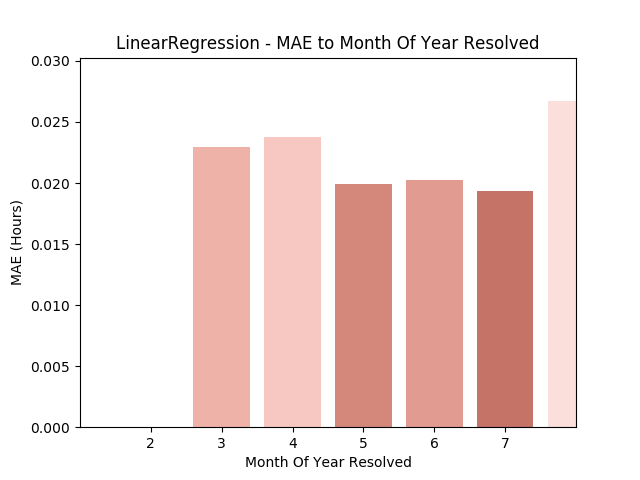 LinearRegression - MAE to Month Of Year Resolved
0.030
0.025
0.020
0.015
0.010
0.005
0.000
MAE (Hours)
2 3 4 5 6 7
Month Of Year Resolved